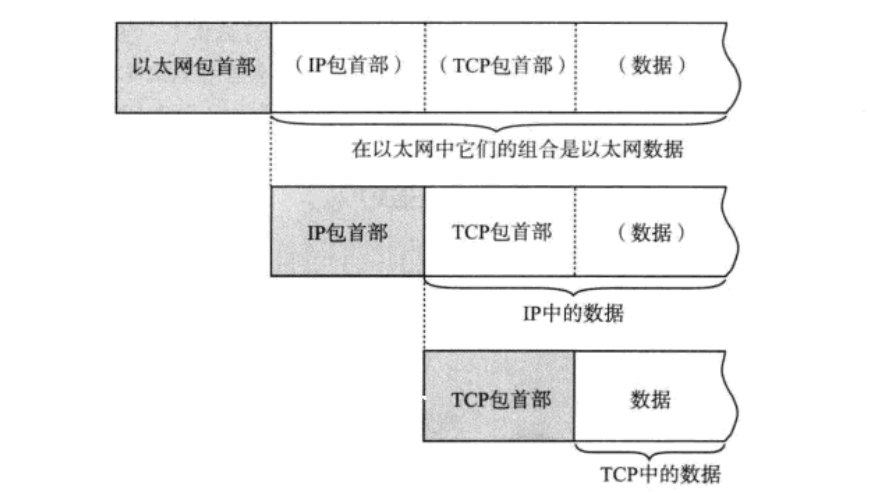 以太网包首部 （IP包首部） （TCP包首部） （数据）
在以太网中它们的组合是以太网数据
IP包首部 TCP包首部 （数据）
IP中的数据
TCP包首部 数据
TCP中的数据